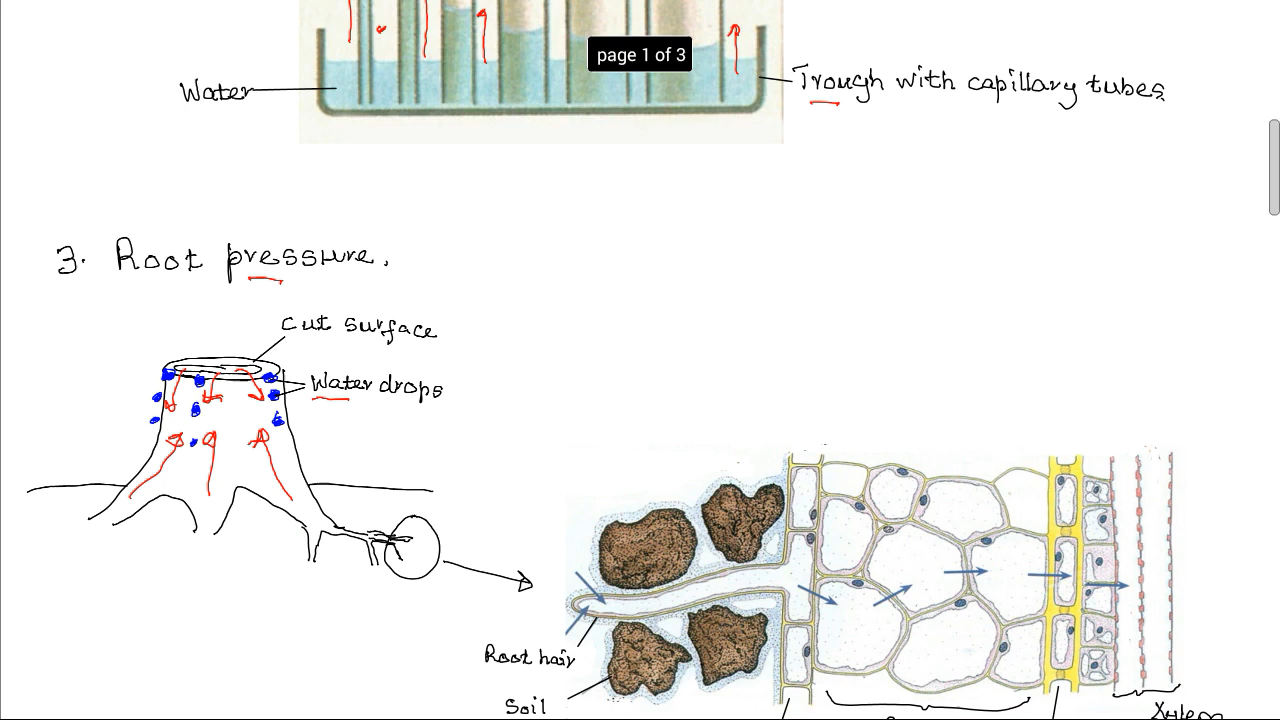 page 1 of 3
Water
Trough with capillary tubes
3. Root pressure.
Cut surface
Water drops
Root hair
Soil
Xylem